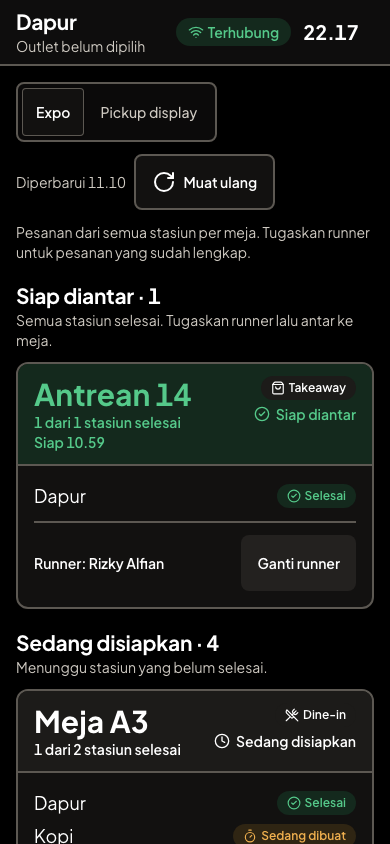 Dapur
Outlet belum dipilih
Terhubung
22.17
Expo
Pickup display
Diperbarui 11.10
Muat ulang
Pesanan dari semua stasiun per meja. Tugaskan runner
untuk pesanan yang sudah lengkap.
Siap diantar · 1
Semua stasiun selesai. Tugaskan runner lalu antar ke
meja.
Antrean 14
Takeaway
1 dari 1 stasiun selesai
Siap diantar
Siap 10.59
Dapur
Selesai
Runner: Rizky Alfian
Ganti runner
Sedang disiapkan · 4
Menunggu stasiun yang belum selesai.
Meja A3
Dine-in
1 dari 2 stasiun selesai
Sedang disiapkan
Dapur
Selesai
Kopi
Sedang dibuat